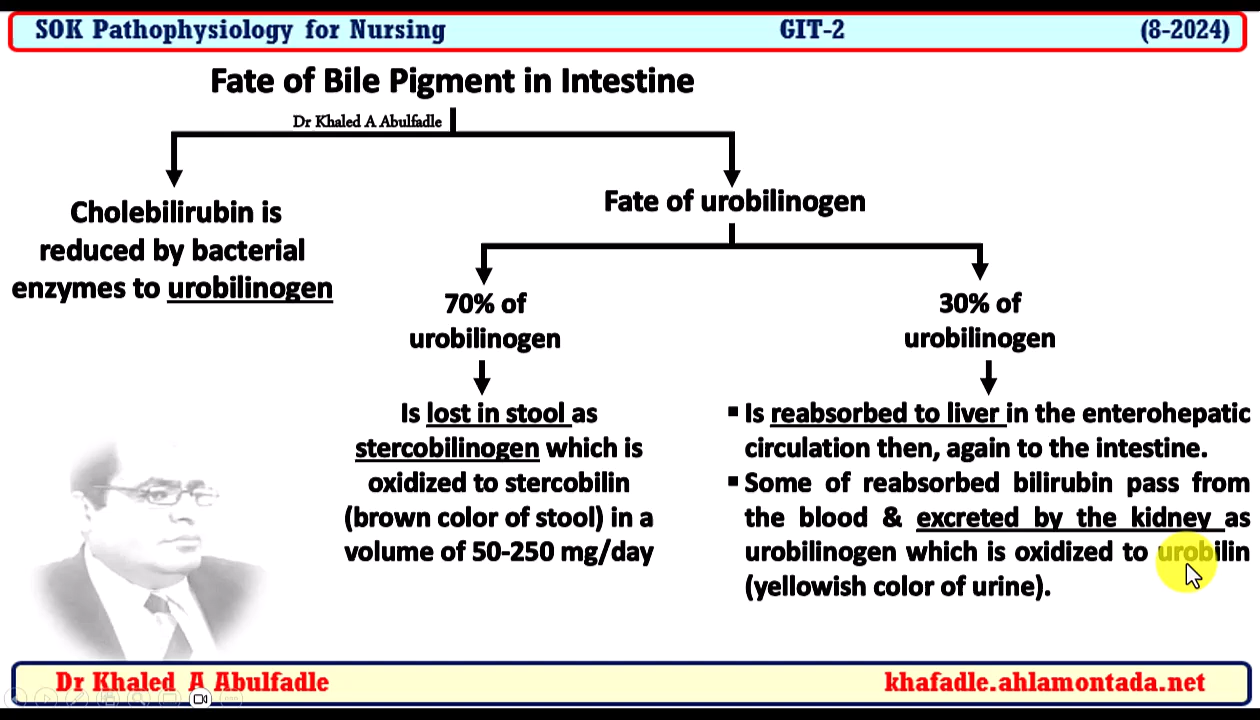 SOK Pathophysiology for Nursing GIT-2 (8-2024)
Fate of Bile Pigment in Intestine
Dr Khaled A Abulfadle
Cholebilirubin is
reduced by bacterial
enzymes to urobilinogen
Fate of urobilinogen
70% of
urobilinogen
Is lost in stool as
stercobilinogen which is
oxidized to stercobilin
(brown color of stool) in a
volume of 50-250 mg/day
30% of
urobilinogen
▪ Is reabsorbed to liver in the enterohepatic
circulation then, again to the intestine.
▪ Some of reabsorbed bilirubin pass from
the blood & excreted by the kidney as
urobilinogen which is oxidized to urobilin
(yellowish color of urine).
Dr Khaled A Abulfadle khafadle.ahlamontada.net